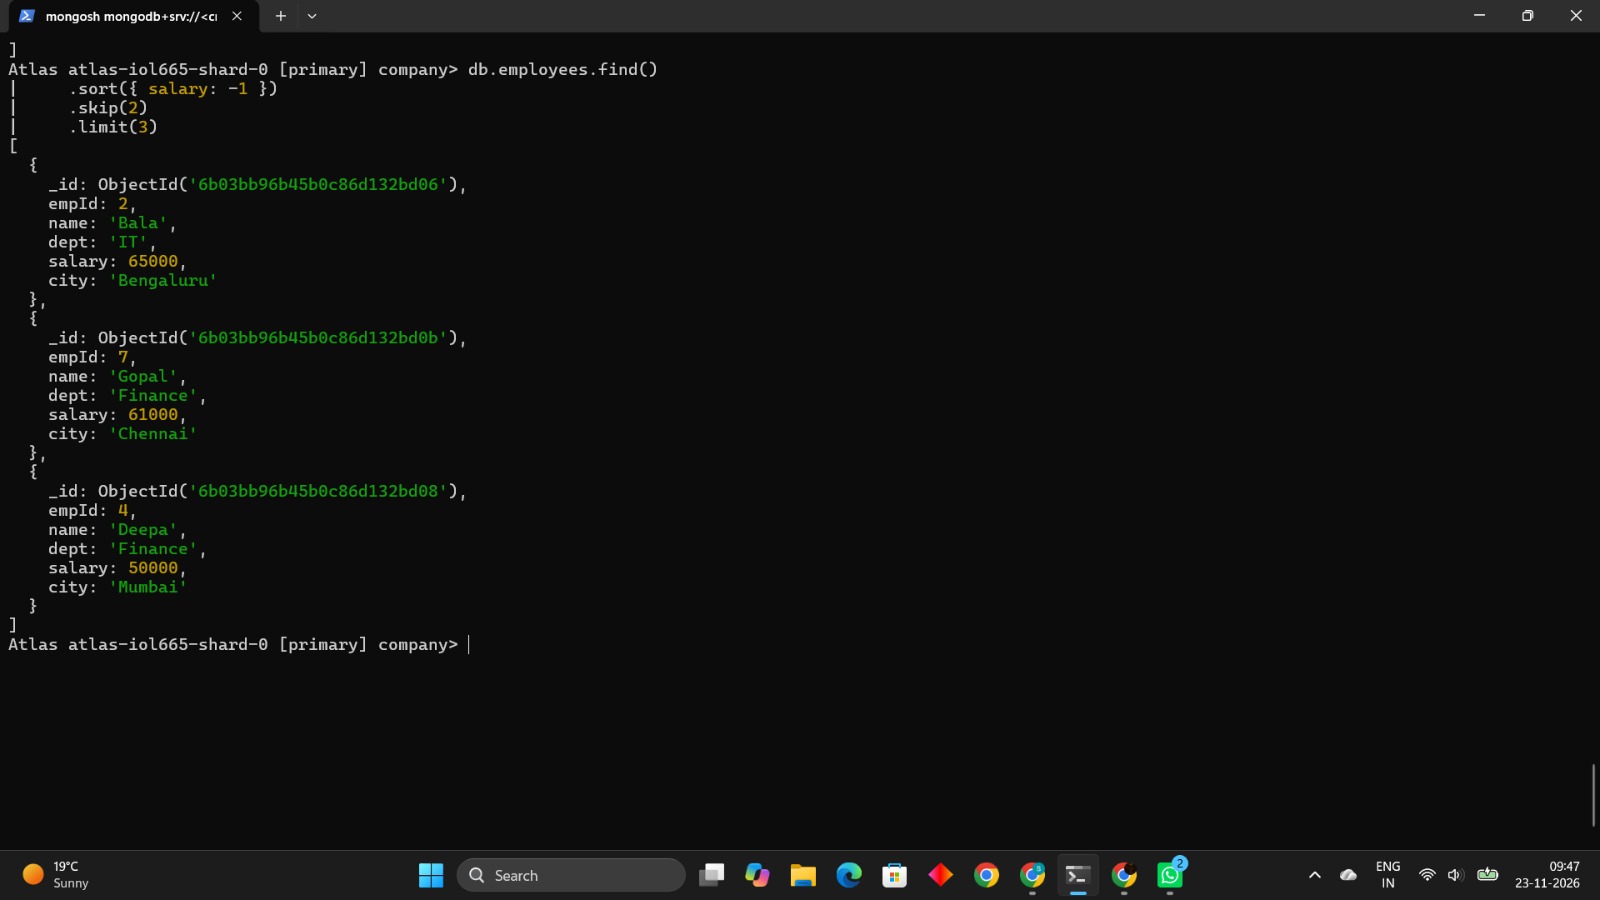 mongosh mongodb+srv://<cr
]
Atlas atlas-iol665-shard-0 [primary] company> db.employees.find()
|     .sort({ salary: -1 })
|     .skip(2)
|     .limit(3)
[
  {
    _id: ObjectId('6b03bb96b45b0c86d132bd06'),
    empId: 2,
    name: 'Bala',
    dept: 'IT',
    salary: 65000,
    city: 'Bengaluru'
  },
  {
    _id: ObjectId('6b03bb96b45b0c86d132bd0b'),
    empId: 7,
    name: 'Gopal',
    dept: 'Finance',
    salary: 61000,
    city: 'Chennai'
  },
  {
    _id: ObjectId('6b03bb96b45b0c86d132bd08'),
    empId: 4,
    name: 'Deepa',
    dept: 'Finance',
    salary: 50000,
    city: 'Mumbai'
  }
]
Atlas atlas-iol665-shard-0 [primary] company>
19°C
Sunny
Search
2
ENG
IN
09:47
23-11-2026